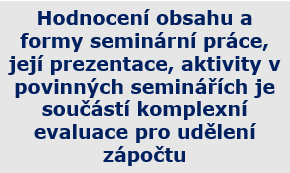 Hodnocení obsahu a
formy seminární práce,
její prezentace, aktivity v
povinných seminářích je
součástí komplexní
evaluace pro udělení
zápočtu